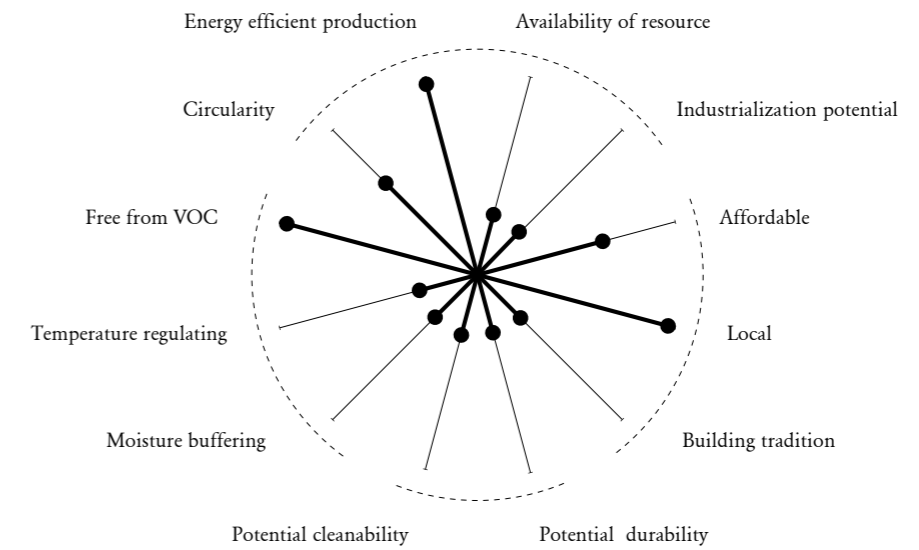 Energy efficient production
Availability of resource
Circularity
Industrialization potential
Free from VOC
Affordable
Temperature regulating
Local
Moisture buffering
Building tradition
Potential cleanability
Potential  durability